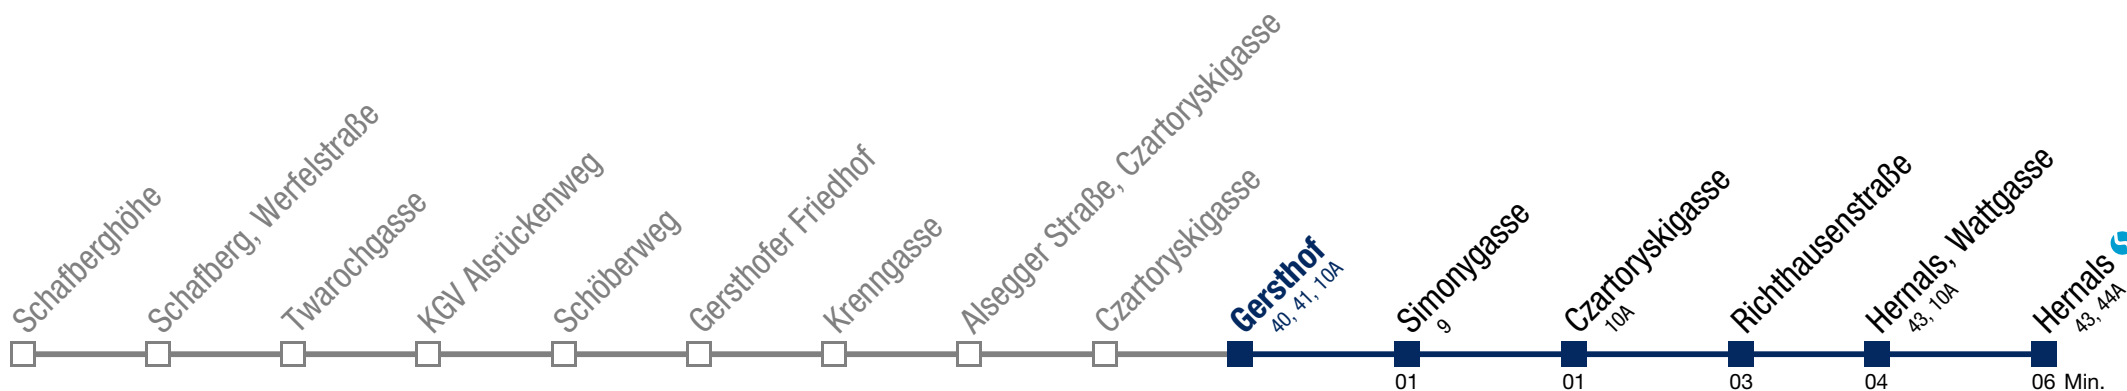 Schafberghöhe
Schafberg, Werfelstraße
Twarochgasse
KGV Alsrückenweg
Schöberweg
Gersthofer Friedhof
Krenngasse
Alsegger Straße, Czartoryskigasse
Czartoryskigasse
Gersthof
40, 41, 10A
Simonygasse
9
Czartoryskigasse
10A
Richthausenstraße
Hernals, Wattgasse
43, 10A
Hernals
43, 44A
01
01
03
04
06 Min.